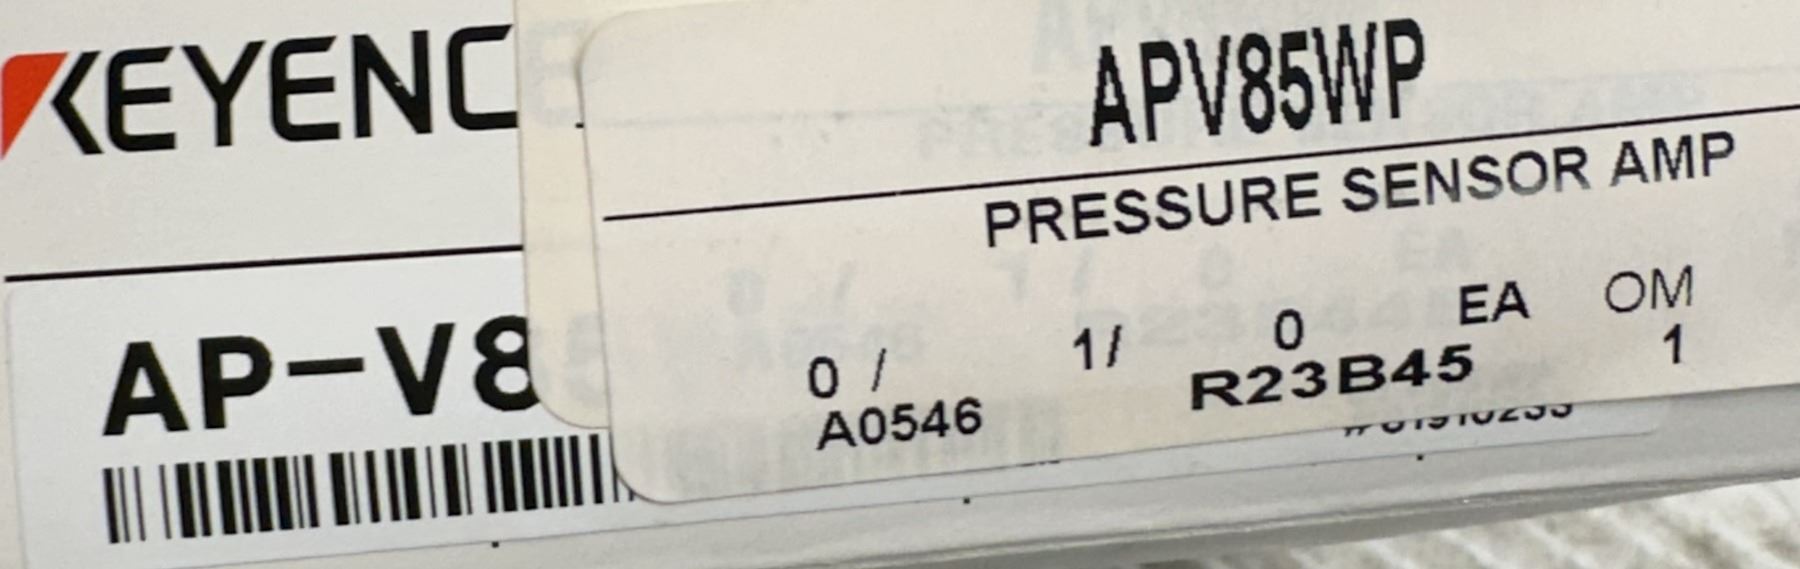 KEYENC
APV85WP
PRESSURE SENSOR AMP
AP-V8
0 / 1/ 0 EA OM
A0546 R23B45 1